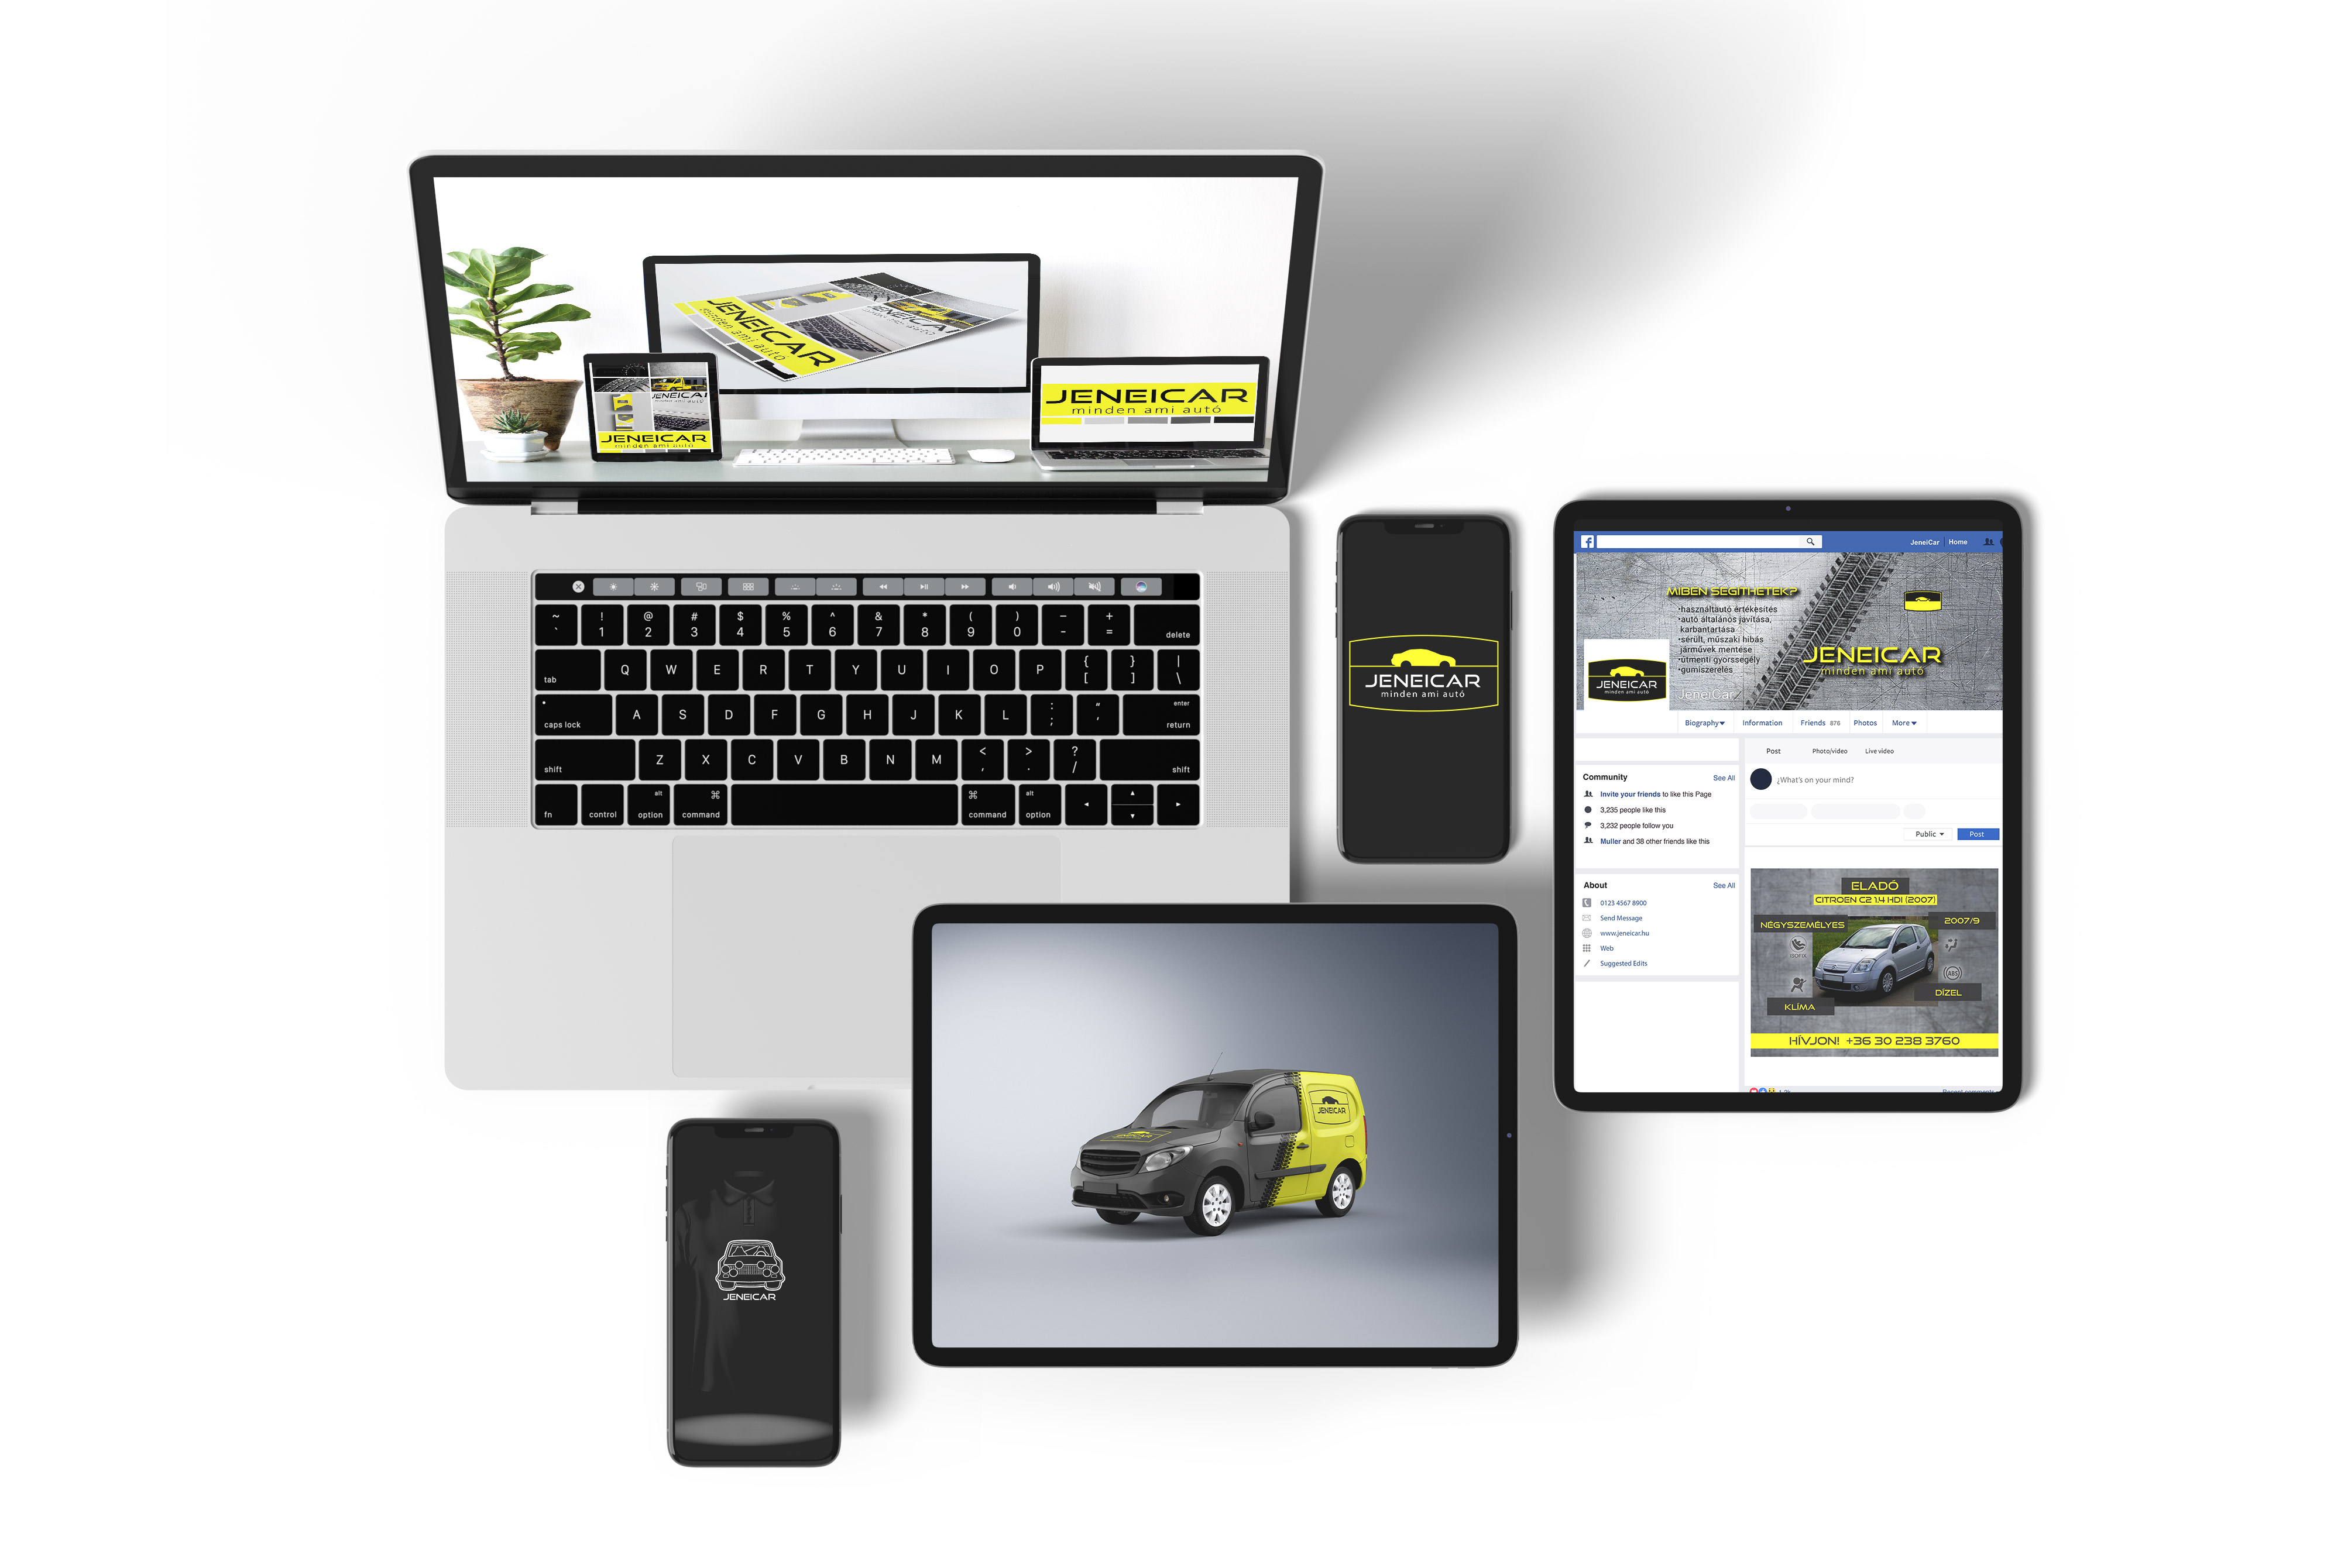 JENEICAR
minden ami autó
JENEICAI
JENEICAI
JENEICAR
minden ami autó
JENEICAR
minden ami autó
~ ! @ # $ % ^ & * ( ) – +
` 1 2 3 4 5 6 7 8 9 0 - = delete
tab Q W E R T Y U I O P { [ } ] | \
caps lock A S D F G H J K L : ; “ ‘ enter return
shift Z X C V B N M < , > . ? / shift
fn control alt option ⌘ command ⌘ command alt option
JENEICAR
minden ami autó
JeneiCar Home
MIBEN SEGÍTHETEK?
•használtautó értékesítés
•autó általános javítása,
karbantartása
•sérült, műszaki hibás
járművek mentése
•útmenti gyorssegély
•gumiszerelés
JENEICAR
minden ami autó
JENEICAR
minden ami autó
JeneiCar
Biography Information Friends 876 Photos More
Post Photo/video Live video
¿What's on your mind?
Public Post
Community See All
Invite your friends to like this Page
3,235 people like this
3,232 people follow you
Muller and 38 other friends like this
About See All
0123 4567 8900
Send Message
www.jeneicar.hu
Web
Suggested Edits
ELADÓ
CITROEN C2 1.4 HDI (2007)
NÉGYSZEMÉLYES
2007/9
ISOFIX
ABS
DÍZEL
KLÍMA
HÍVJON! +36 30 238 3760
JENEICAR
JENEICAR
JENEICAR